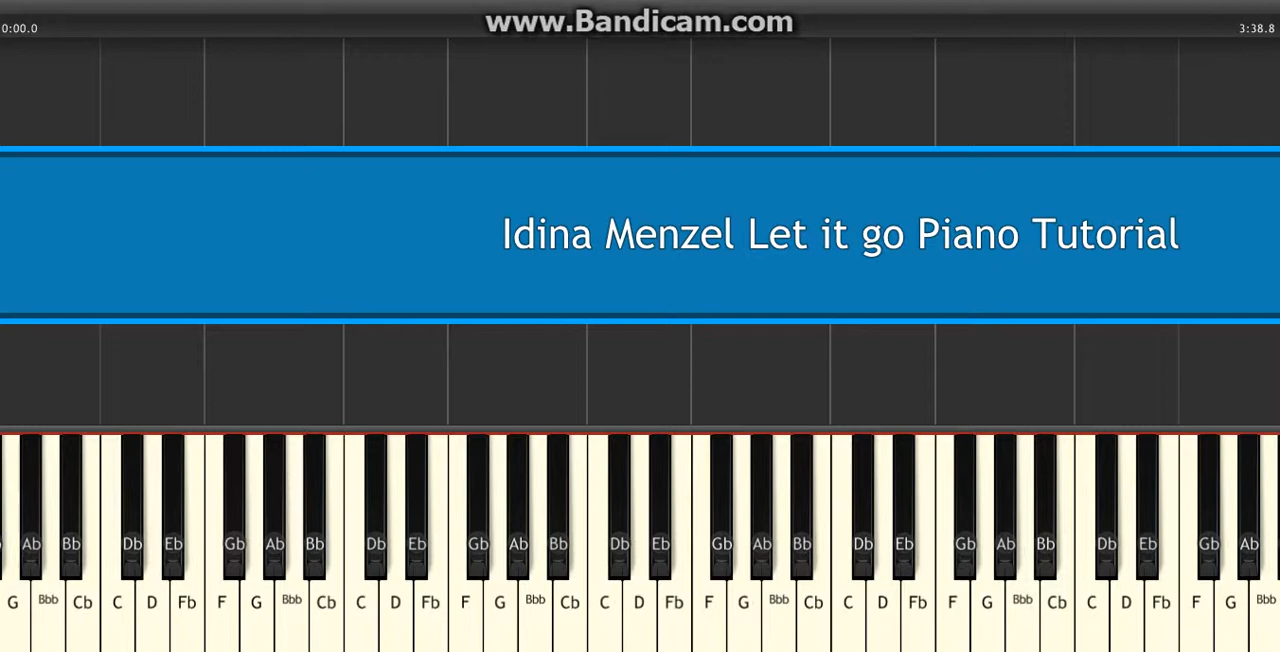 www.Bandicam.com
0:00.0 3:38.8
Idina Menzel Let it go Piano Tutorial
Ab Bb Db Eb Gb Ab Bb Db Eb Gb Ab Bb Db Eb Gb Ab Bb Db Eb Gb Ab Bb Db Eb Gb Ab
G Bbb Cb C D Fb F G Bbb Cb C D Fb F G Bbb Cb C D Fb F G Bbb Cb C D Fb F G Bbb Cb C D Fb F G Bbb